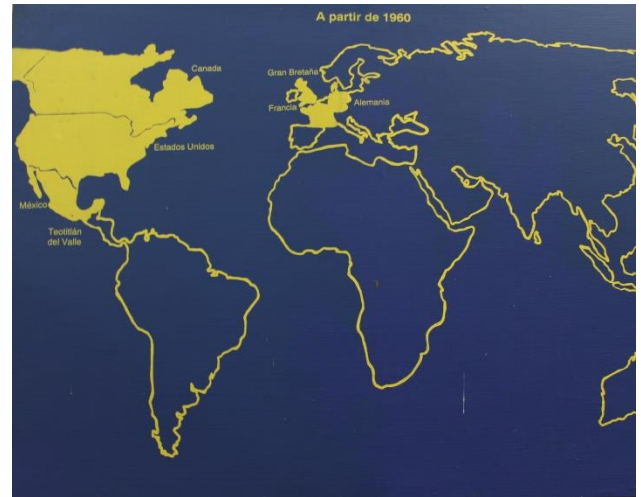 A partir de 1960
Canada
Gran Bretaña
Francia
Alemania
Estados Unidos
México
Teotitlán
del Valle